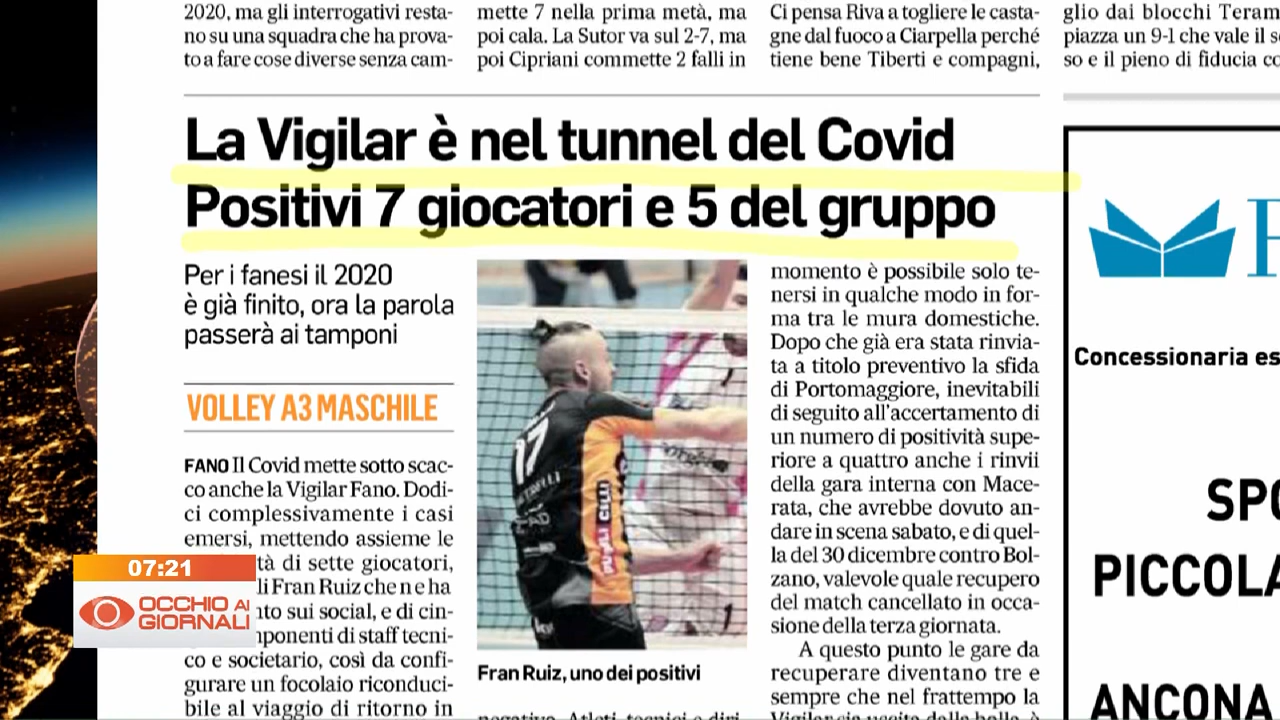 2020, ma gli interrogativi resta-
no su una squadra che ha prova-
to a fare cose diverse senza cam-
mette 7 nella prima metà, ma
poi cala. La Sutor va sul 2-7, ma
poi Cipriani commette 2 falli in
Ci pensa Riva a togliere le casta-
gne dal fuoco a Ciarpella perché
tiene bene Tiberti e compagni,
glio dai blocchi Teram
piazza un 9-1 che vale il
so e il pieno di fiducia
La Vigilar è nel tunnel del Covid
Positivi 7 giocatori e 5 del gruppo
Per i fanesi il 2020
è già finito, ora la parola
passerà ai tamponi
VOLLEY A3 MASCHILE
FANO Il Covid mette sotto scac-
co anche la Vigilar Fano. Dodi-
ci complessivamente i casi
emersi, mettendo assieme le
tà di sette giocatori,
li Fran Ruiz che n e ha
nto sui social, e di cin-
mponenti di staff tecni-
co e societario, così da confi-
gurare un focolaio riconduci-
bile al viaggio di ritorno in
17
Fran Ruiz, uno dei positivi
negativo. Atleti, tecnici e diri
momento è possibile solo te-
nersi in qualche modo in for-
ma tra le mura domestiche.
Dopo che già era stata rinvia-
ta a titolo preventivo la sfida
di Portomaggiore, inevitabili
di seguito all'accertamento di
un numero di positività supe-
riore a quattro anche i rinvii
della gara interna con Mace-
rata, che avrebbe dovuto an-
dare in scena sabato, e di quel-
la del 30 dicembre contro Bol-
zano, valevole quale recupero
del match cancellato in occa-
sione della terza giornata.
A questo punto le gare da
recuperare diventano tre e
sempre che nel frattempo la
Vigilar sia uscita dalla bolla, è
Concessionaria es
SPO
PICCOLA
ANCONA
07:21
OCCHIO AI
GIORNALI